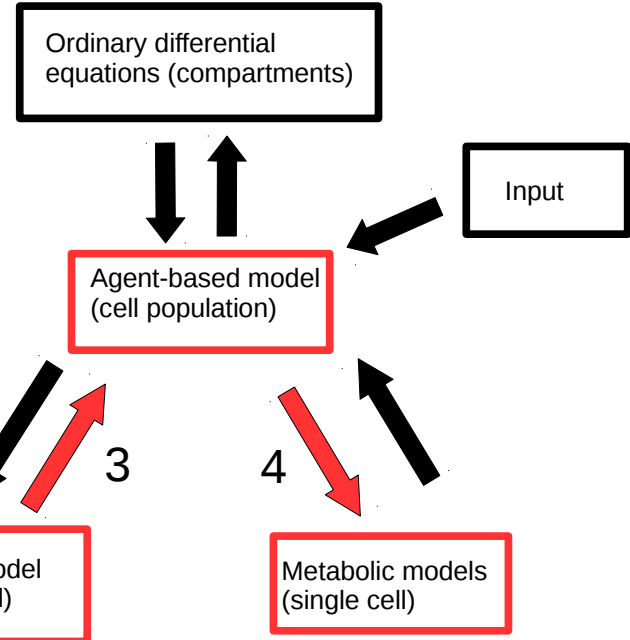 Ordinary differential
equations (compartments)
Input
Agent-based model
(cell population)
3
4
Metabolic models
(single cell)